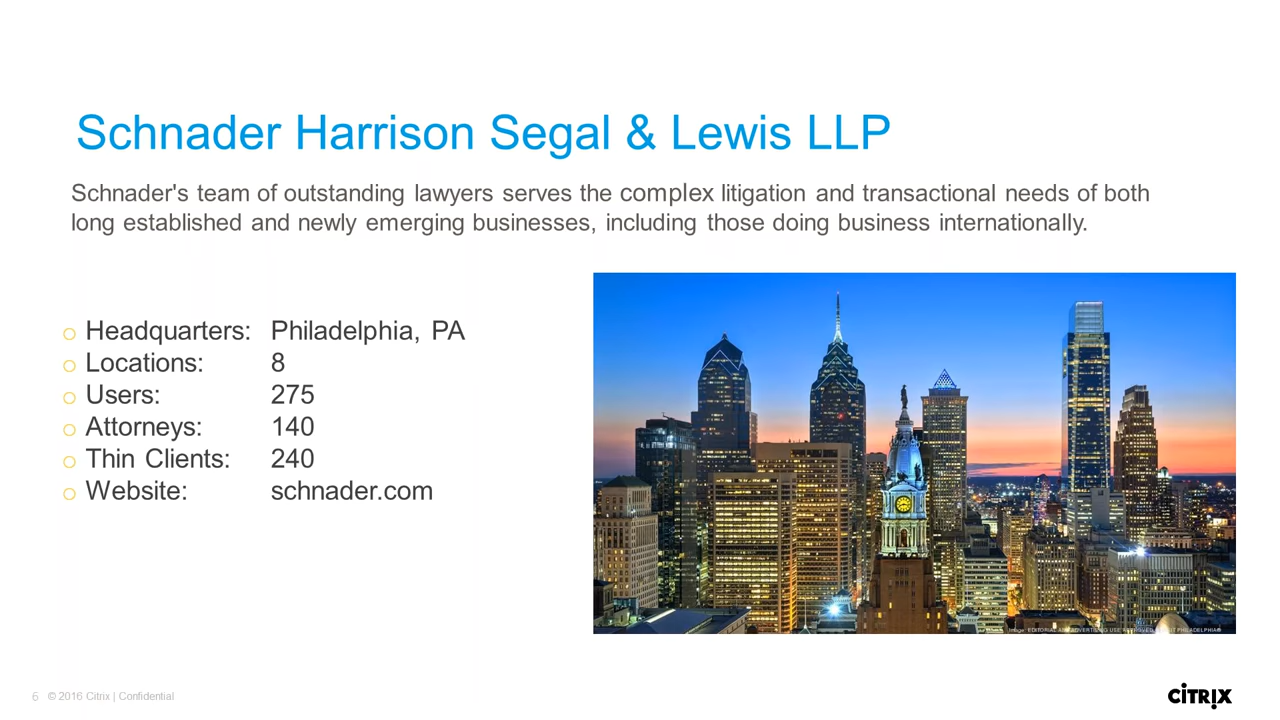 Schnader Harrison Segal & Lewis LLP
Schnader's team of outstanding lawyers serves the complex litigation and transactional needs of both
long established and newly emerging businesses, including those doing business internationally.
o Headquarters: Philadelphia, PA
o Locations: 8
o Users: 275
o Attorneys: 140
o Thin Clients: 240
o Website: schnader.com
6 © 2016 Citrix | Confidential
CİTRIX